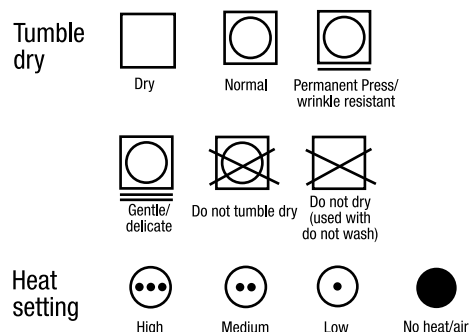 Tumble
dry
Dry
Normal
Permanent Press/
wrinkle resistant
Gentle/
delicate
Do not tumble dry
Do not dry
(used with
do not wash)
Heat
setting
High
Medium
Low
No heat/air